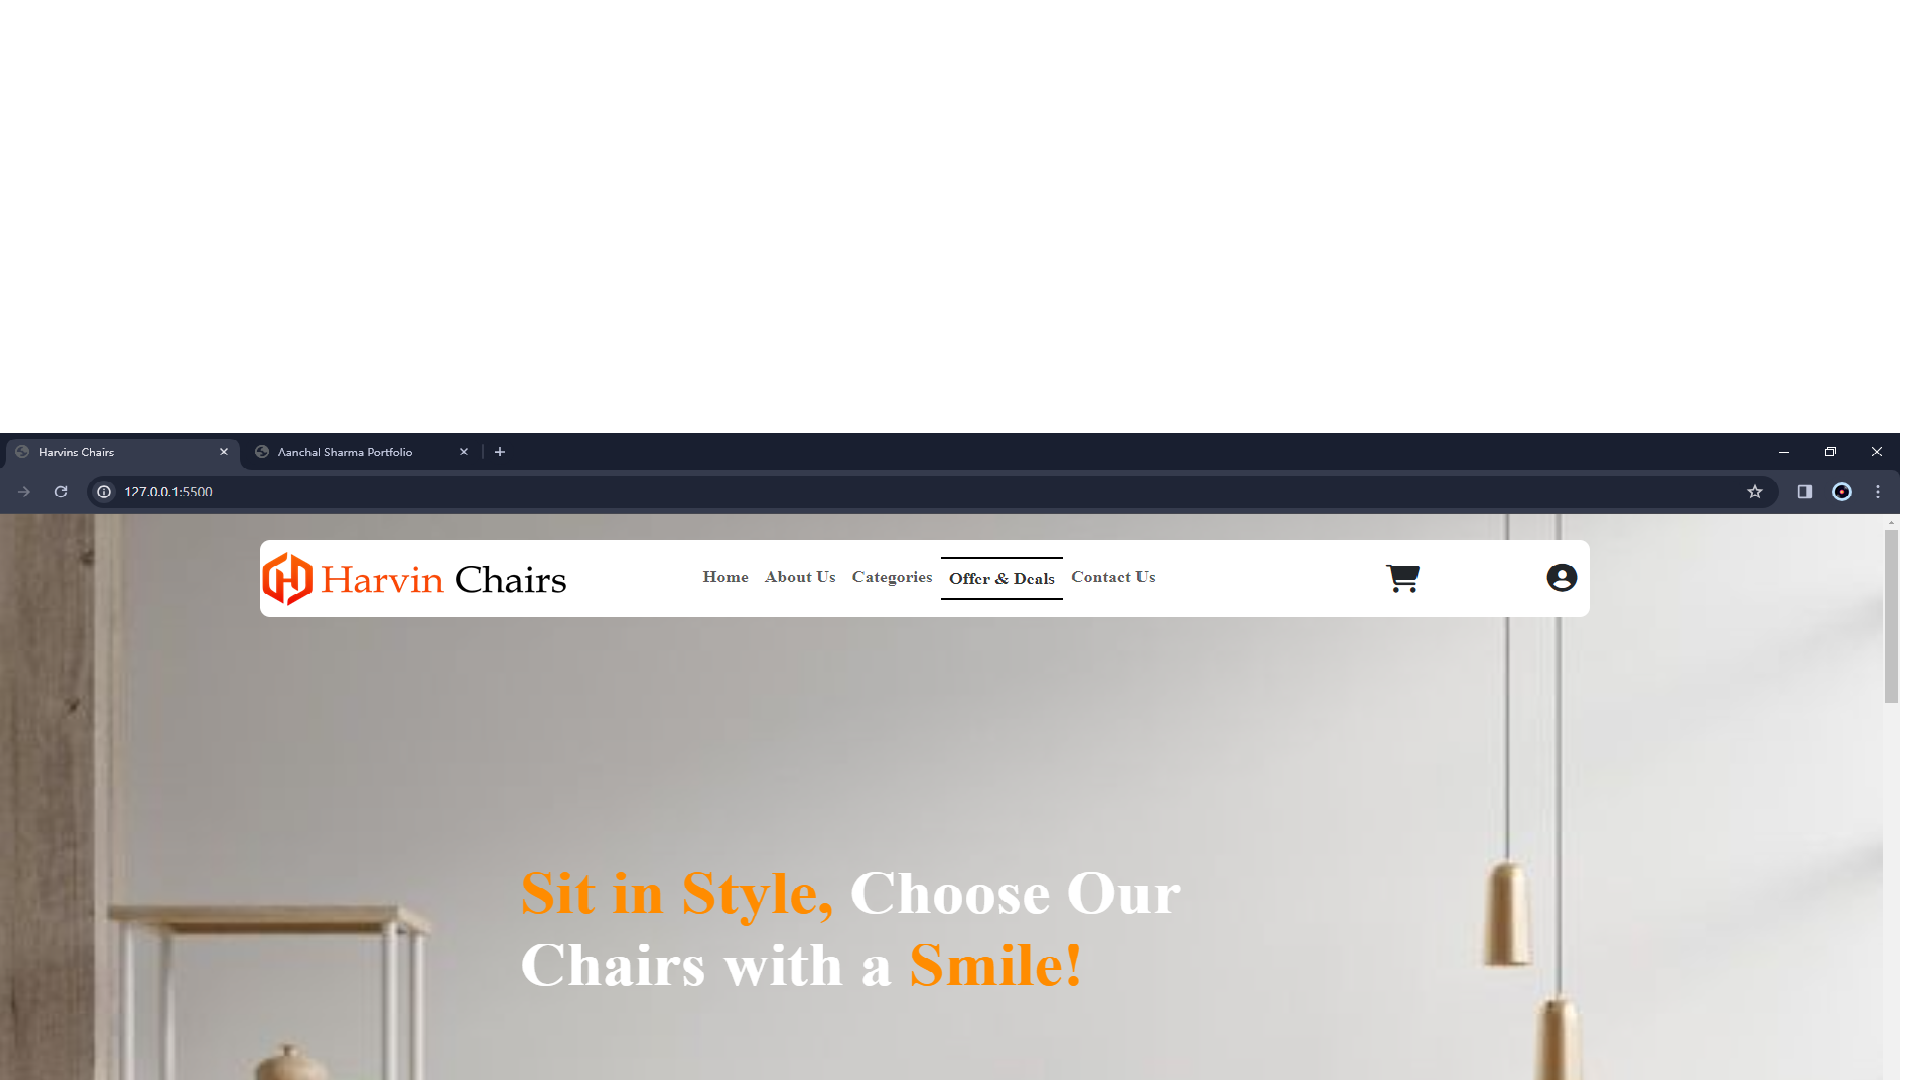 Harvins Chairs
Aanchal Sharma Portfolio
127.0.0.1:5500
Harvin Chairs
Home About Us Categories Offer & Deals Contact Us
Sit in Style, Choose Our
Chairs with a Smile!